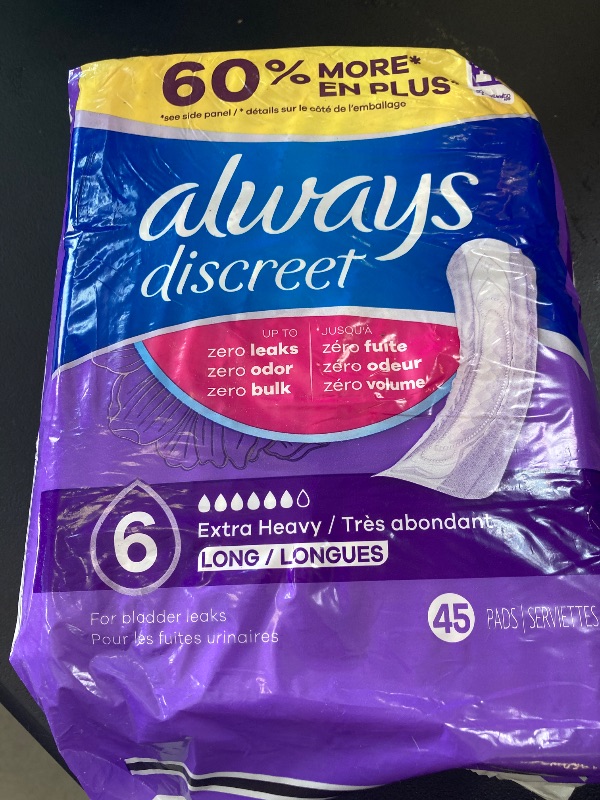 60% MORE*
EN PLUS*
*see side panel / * détails sur le côté de l'emballage
always
discreet
UP TO
zero leaks
zero odor
zero bulk
JUSQU'À
zéro fuite
zéro odeur
zéro volume
6
Extra Heavy / Très abondant
LONG / LONGUES
For bladder leaks
Pour les fuites urinaires
45 PADS | SERVIETTES